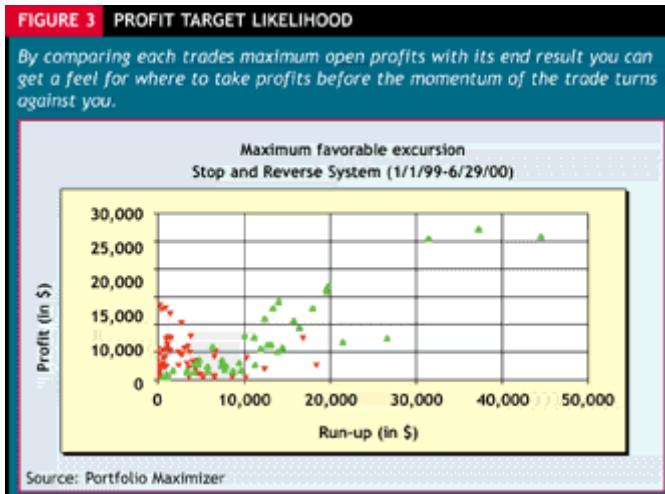 FIGURE 3 PROFIT TARGET LIKELIHOOD
By comparing each trades maximum open profits with its end result you can
get a feel for where to take profits before the momentum of the trade turns
against you.
Maximum favorable excursion
Stop and Reverse System (1/1/99-6/29/00)
30,000
25,000
20,000
15,000
10,000
5,000
0
Profit (in $)
0 10,000 20,000 30,000 40,000 50,000
Run-up (in $)
Source: Portfolio Maximizer